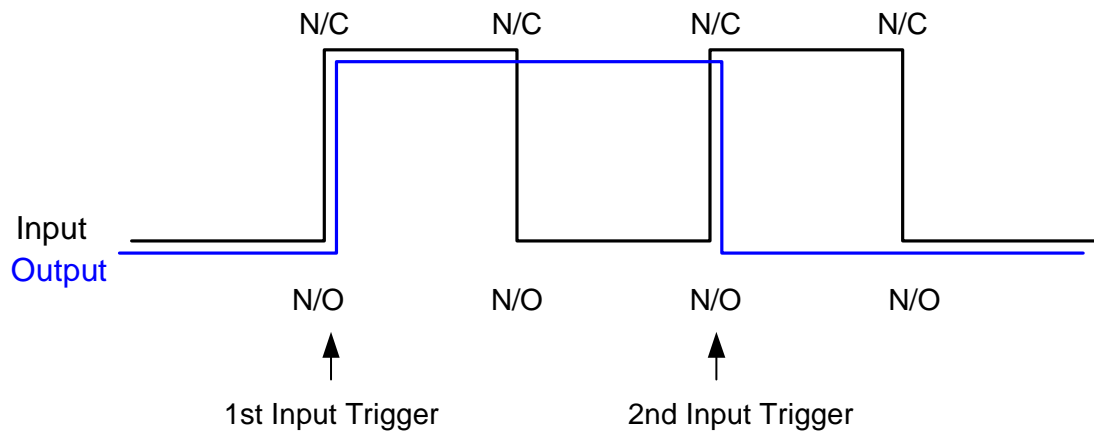 N/C N/C N/C N/C
Input
Output
N/O N/O N/O N/O
1st Input Trigger 2nd Input Trigger